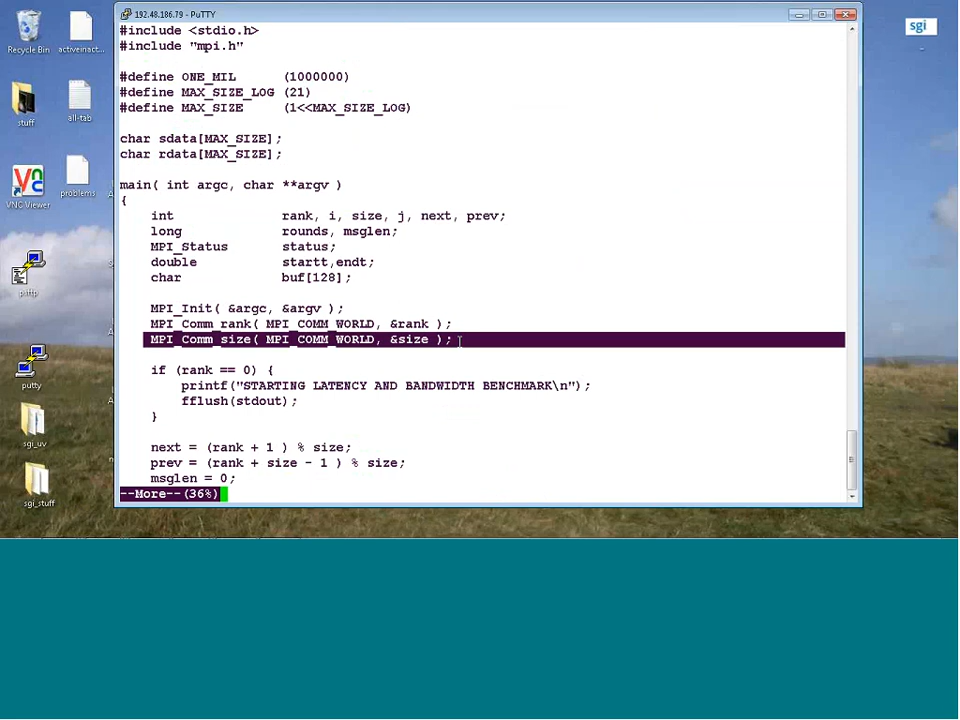 192.48.186.79 - PuTTY
#include <stdio.h>
#include "mpi.h"
#define ONE_MIL (1000000)
#define MAX_SIZE_LOG (21)
#define MAX_SIZE (1<<MAX_SIZE_LOG)
char sdata[MAX_SIZE];
char rdata[MAX_SIZE];
main( int argc, char **argv )
{
int rank, i, size, j, next, prev;
long rounds, msglen;
MPI_Status status;
double startt,endt;
char buf[128];
MPI_Init( &argc, &argv );
MPI_Comm_rank( MPI_COMM_WORLD, &rank );
MPI_Comm_size( MPI_COMM_WORLD, &size );
if (rank == 0) {
printf("STARTING LATENCY AND BANDWIDTH BENCHMARK\n");
fflush(stdout);
}
next = (rank + 1 ) % size;
prev = (rank + size - 1 ) % size;
msglen = 0;
--More--(36%)
Recycle Bin
activeinact...
stuff
all-tab
VNC Viewer
problems
psftp
putty
sgi_uv
sgi_stuff
sgi